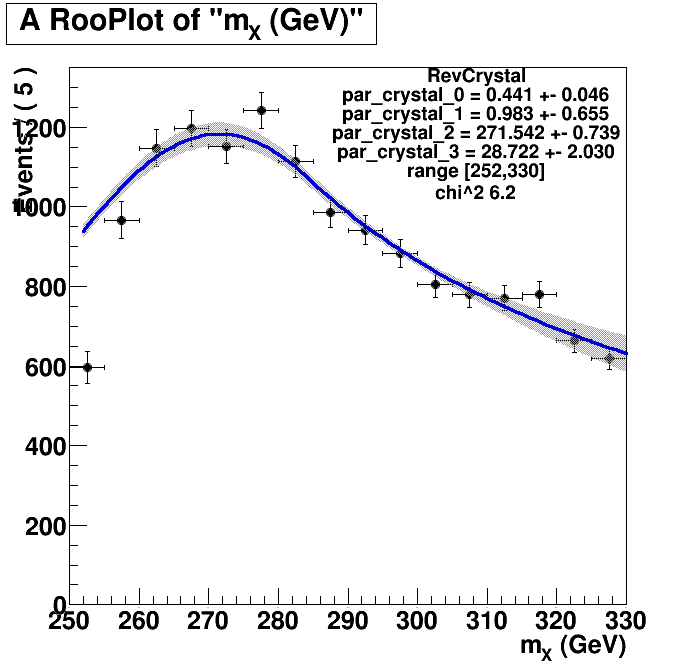 A RooPlot of "mX (GeV)"
Events / ( 5 )
RevCrystal
par_crystal_0 = 0.441 +- 0.046
par_crystal_1 = 0.983 +- 0.655
par_crystal_2 = 271.542 +- 0.739
par_crystal_3 = 28.722 +- 2.030
range [252,330]
chi^2 6.2
1200
1000
800
600
400
200
0
250 260 270 280 290 300 310 320 330
mX (GeV)